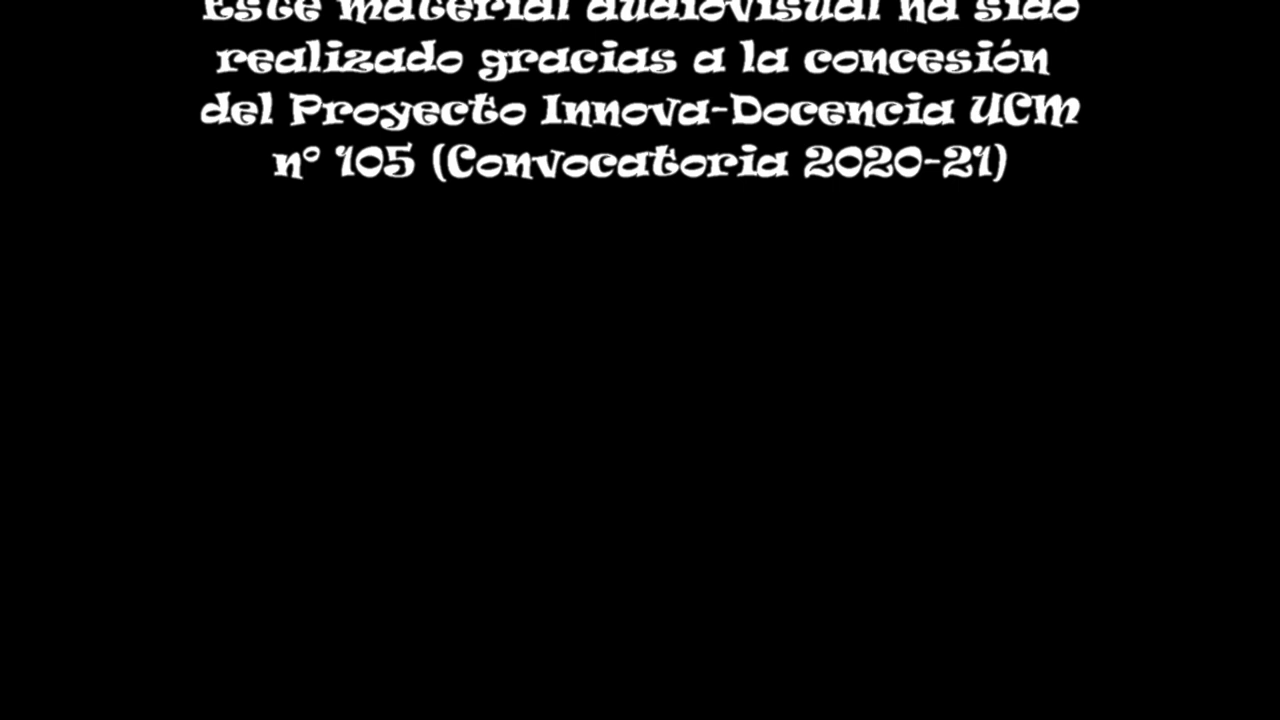 Este material audiovisual ha sido
realizado gracias a la concesión
del Proyecto Innova-Docencia UCM
nº 105 (Convocatoria 2020-21)